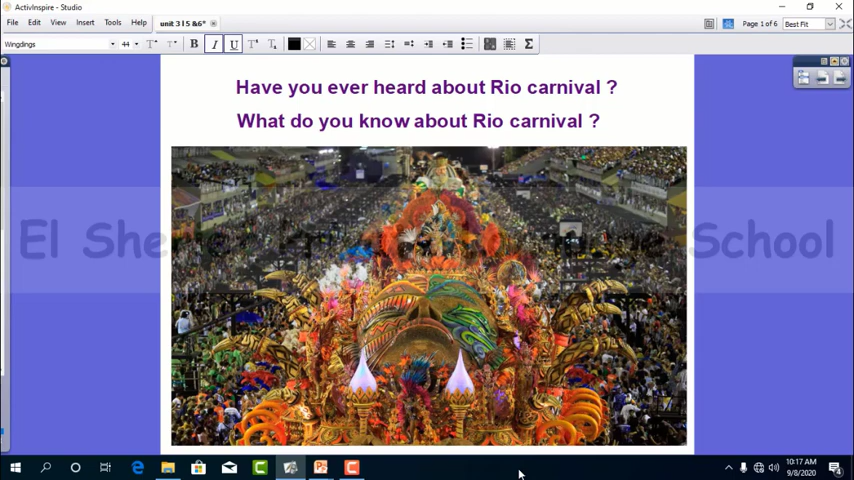 ActivInspire - Studio
File Edit View Insert Tools Help unit 3 l 5 &6* Page 1 of 6 Best Fit
Wingdings 44 B I U
Have you ever heard about Rio carnival ?
What do you know about Rio carnival ?
El She
School
10:17 AM
9/8/2020